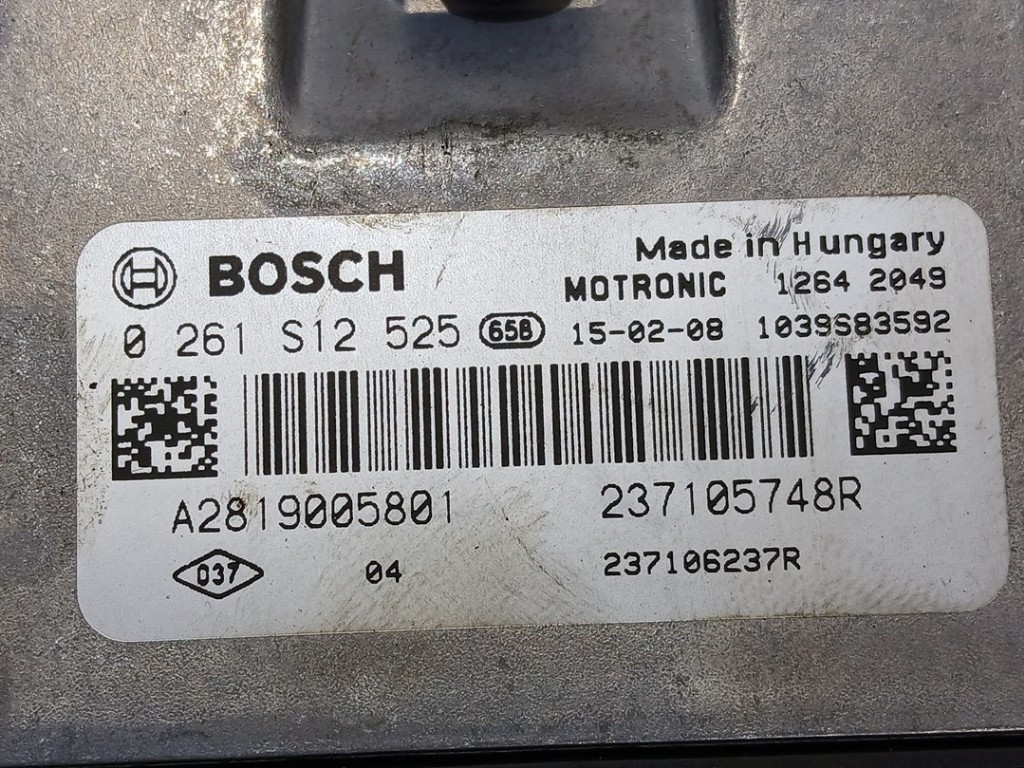 BOSCH Made in Hungary
MOTRONIC 1264 2049
0 261 S12 525 65B 15-02-08 1039S83592
A2819005801 237105748R
037 04 237106237R